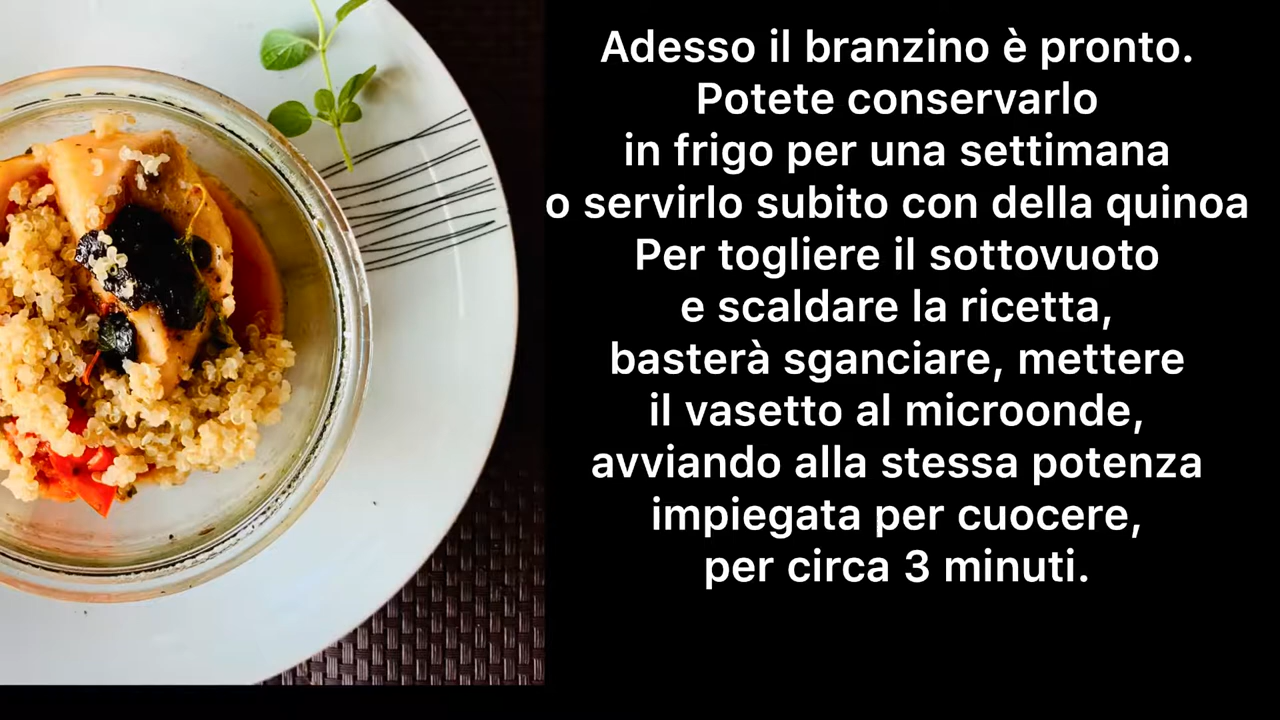 Adesso il branzino è pronto.
Potete conservarlo
in frigo per una settimana
o servirlo subito con della quinoa
Per togliere il sottovuoto
e scaldare la ricetta,
basterà sganciare, mettere
il vasetto al microonde,
avviando alla stessa potenza
impiegata per cuocere,
per circa 3 minuti.